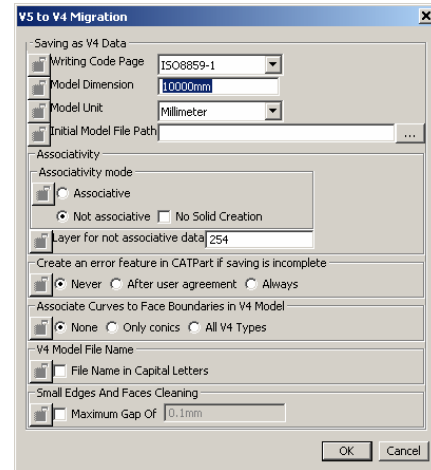 V5 to V4 Migration
Saving as V4 Data
Writing Code Page ISO8859-1
Model Dimension 10000mm
Model Unit Millimeter
Initial Model File Path ...
Associativity
Associativity mode
Associative
Not associative No Solid Creation
Layer for not associative data 254
Create an error feature in CATPart if saving is incomplete
Never After user agreement Always
Associate Curves to Face Boundaries in V4 Model
None Only conics All V4 Types
V4 Model File Name
File Name in Capital Letters
Small Edges And Faces Cleaning
Maximum Gap Of 0.1mm
OK Cancel